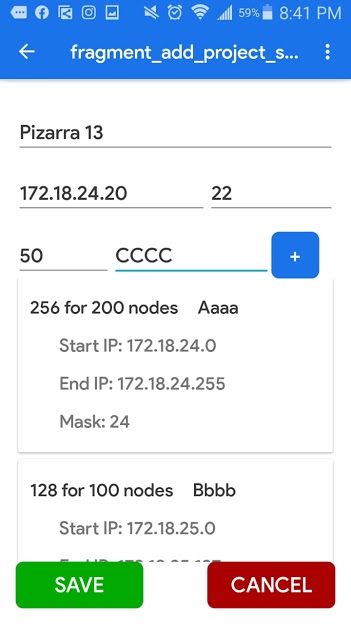 59% 8:41 PM
fragment_add_project_s...
Pizarra 13
172.18.24.20 22
50 CCCC +
256 for 200 nodes Aaaa
Start IP: 172.18.24.0
End IP: 172.18.24.255
Mask: 24
128 for 100 nodes Bbbb
Start IP: 172.18.25.0
SAVE CANCEL